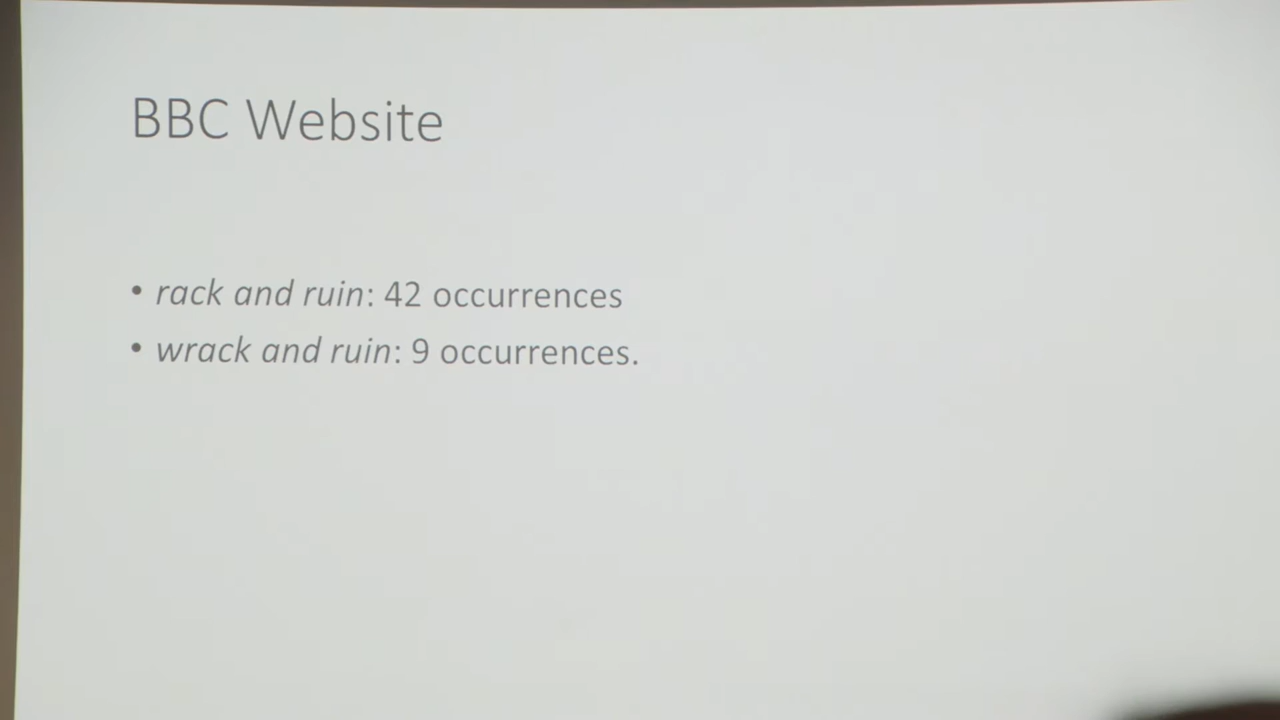 BBC Website
• rack and ruin: 42 occurrences
• wrack and ruin: 9 occurrences.